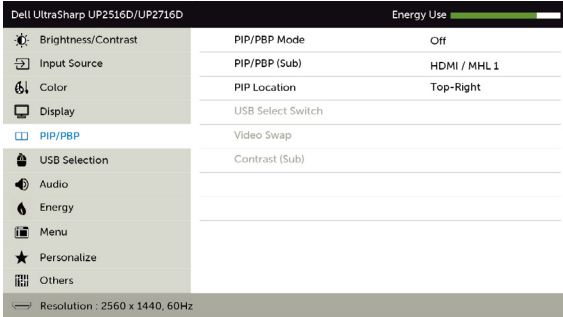 Dell UltraSharp UP2516D/UP2716D Energy Use
Brightness/Contrast PIP/PBP Mode Off
Input Source PIP/PBP (Sub) HDMI / MHL 1
Color PIP Location Top-Right
Display USB Select Switch
PIP/PBP Video Swap
USB Selection Contrast (Sub)
Audio
Energy
Menu
Personalize
Others
Resolution : 2560 x 1440, 60Hz